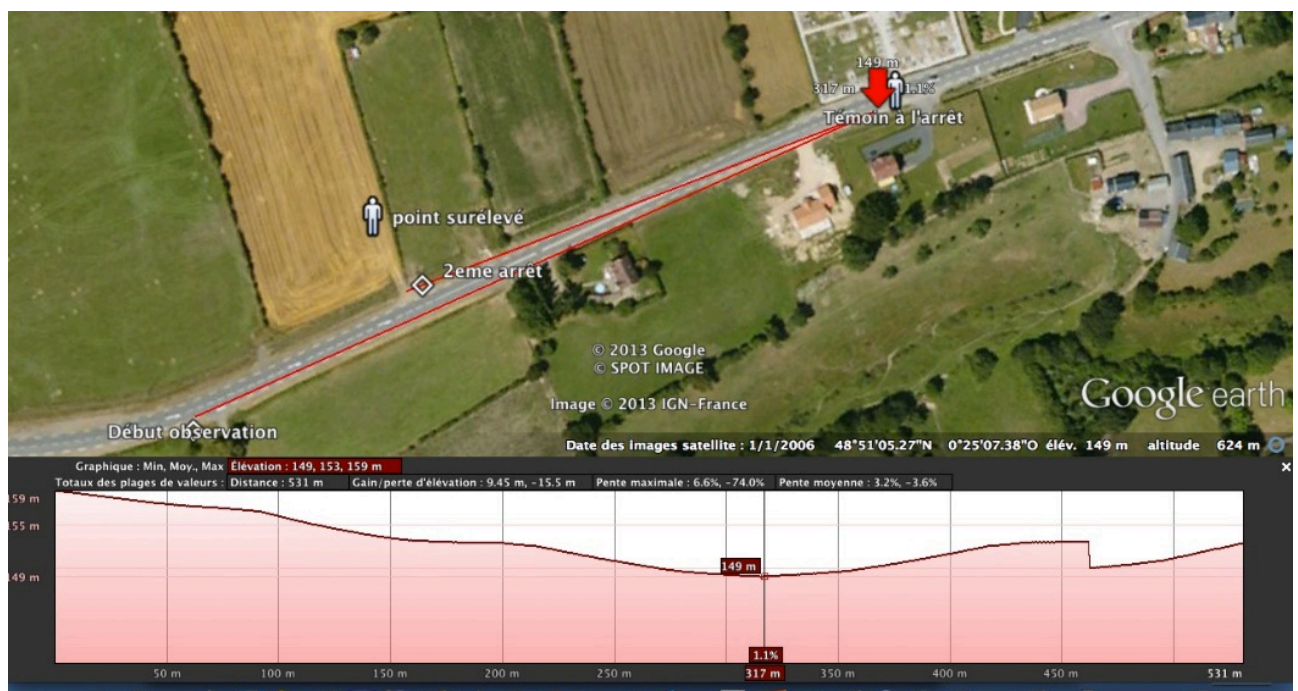 149 m
317 m 1.1%
Témoin à l'arrêt
point surélevé
2eme arrêt
© 2013 Google
© SPOT IMAGE
Image © 2013 IGN-France
Google earth
Début observation
Date des images satellite : 1/1/2006 48°51'05.27"N 0°25'07.38"O élév. 149 m altitude 624 m
Graphique : Min, Moy., Max Élévation : 149, 153, 159 m
Totaux des plages de valeurs : Distance : 531 m Gain/perte d'élévation : 9.45 m, -15.5 m Pente maximale : 6.6%, -74.0% Pente moyenne : 3.2%, -3.6%
159 m
155 m
149 m
149 m
1.1%
50 m 100 m 150 m 200 m 250 m 317 m 350 m 400 m 450 m 531 m